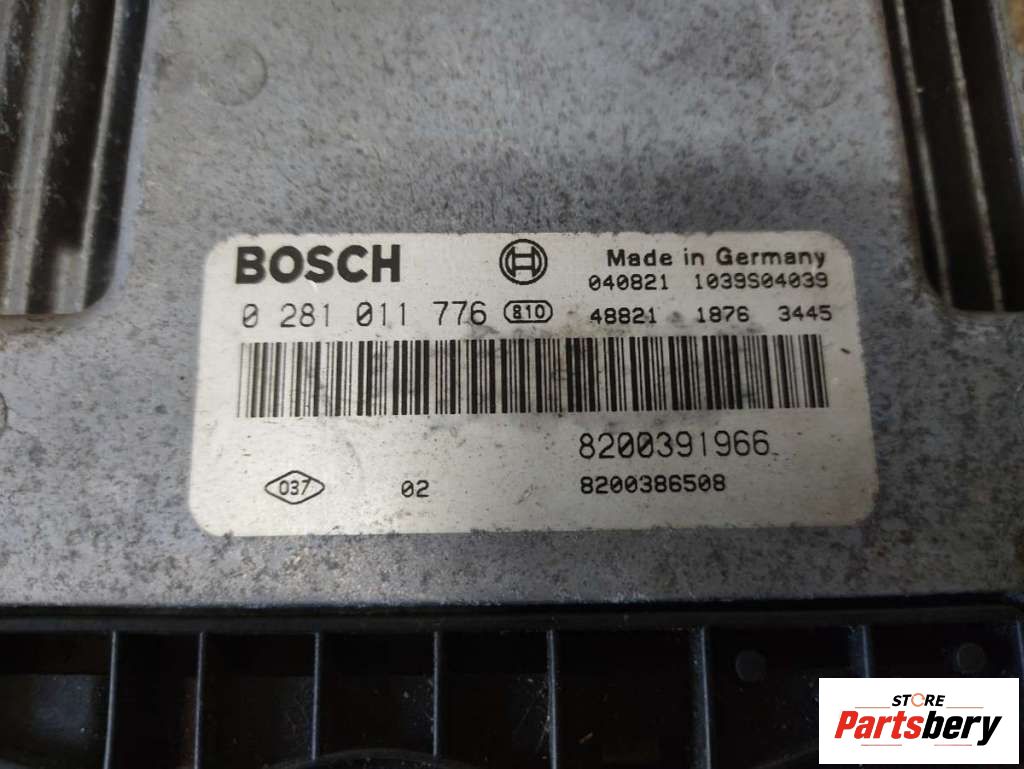 BOSCH Made in Germany
040821 1039S04039
0 281 011 776 810 48821 1876 3445
8200391966
037 02 8200386508
STORE
Partsbery